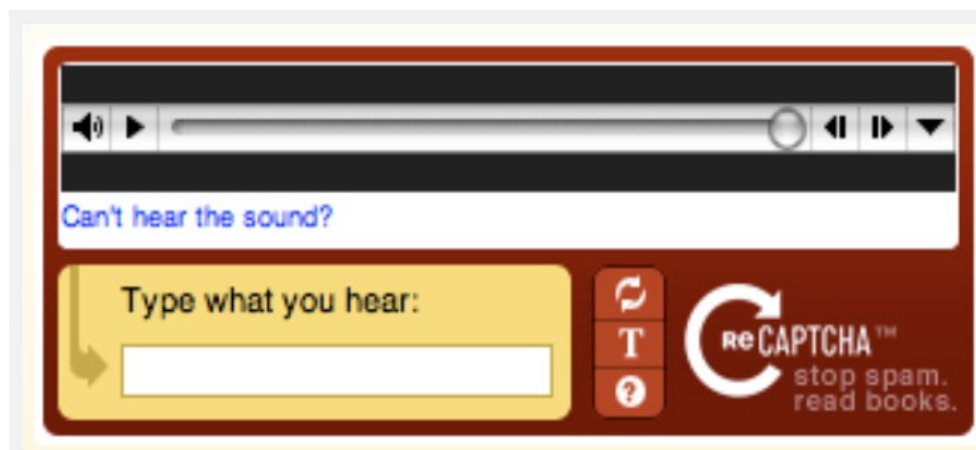 Can't hear the sound?
Type what you hear:
T
?
ReCAPTCHA™
stop spam.
read books.